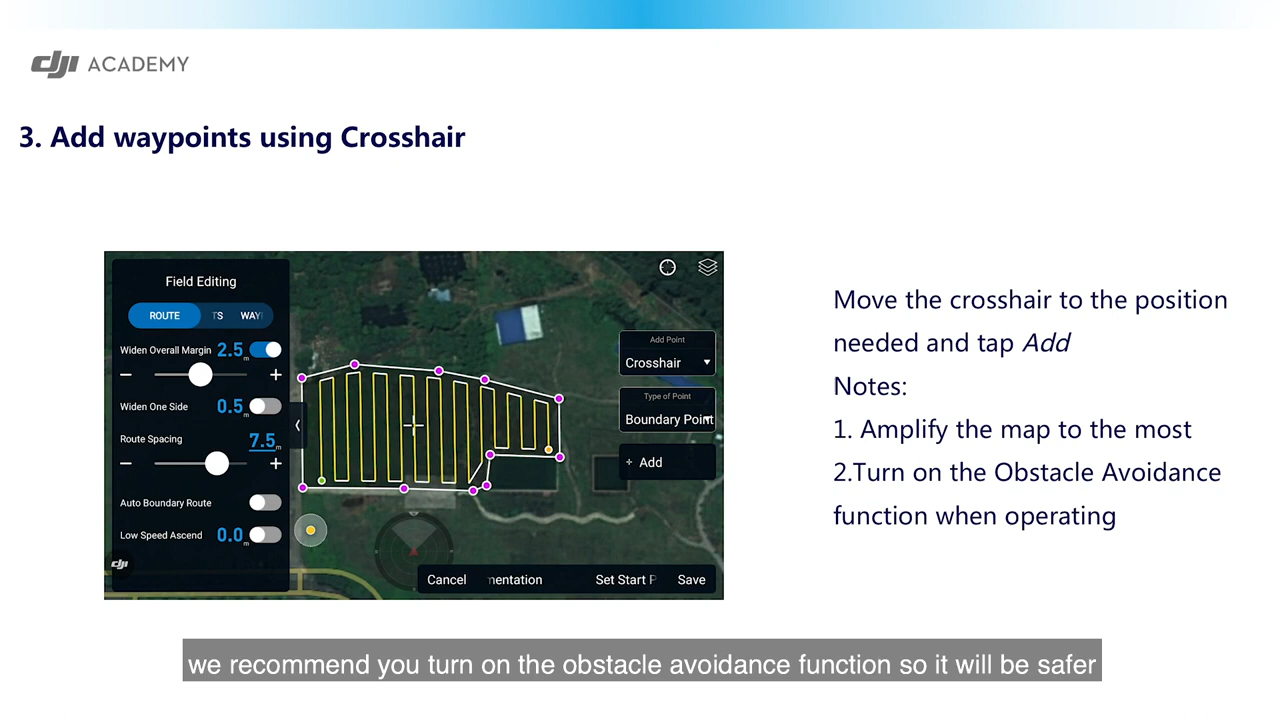 dji ACADEMY
3. Add waypoints using Crosshair
Field Editing
ROUTE TS WAY
Widen Overall Margin 2.5 m
Widen One Side 0.5 m
Route Spacing 7.5 m
Auto Boundary Route
Low Speed Ascend 0.0 m
dji
Add Point
Crosshair
Type of Point
Boundary Point
+ Add
Cancel mentation Set Start P Save
Move the crosshair to the position
needed and tap Add
Notes:
1. Amplify the map to the most
2.Turn on the Obstacle Avoidance
function when operating
we recommend you turn on the obstacle avoidance function so it will be safer